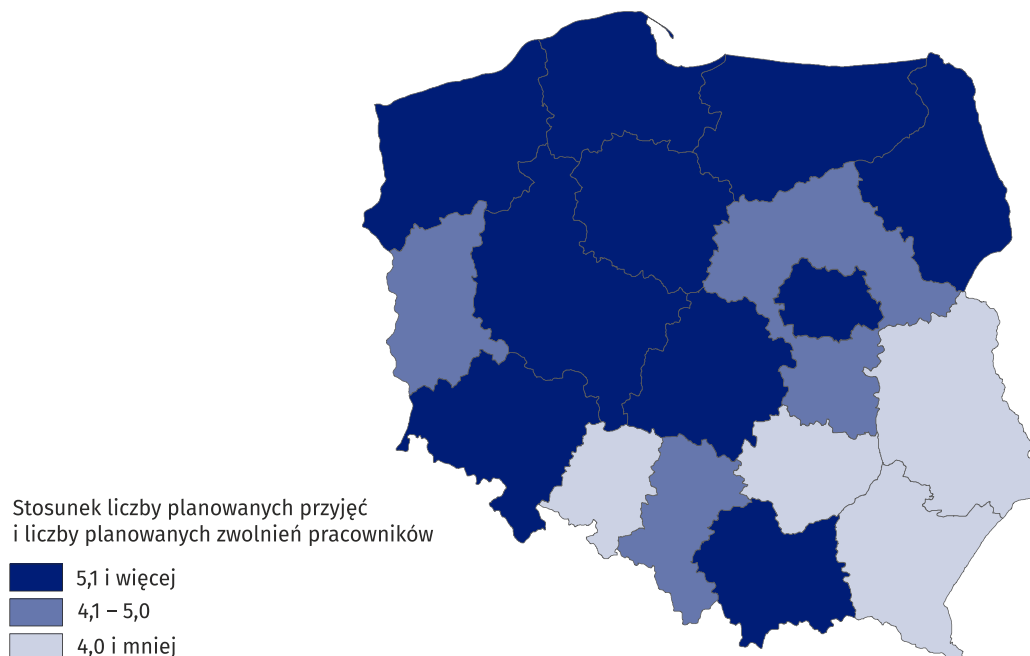 Stosunek liczby planowanych przyjęć
i liczby planowanych zwolnień pracowników
5,1 i więcej
4,1 – 5,0
4,0 i mniej